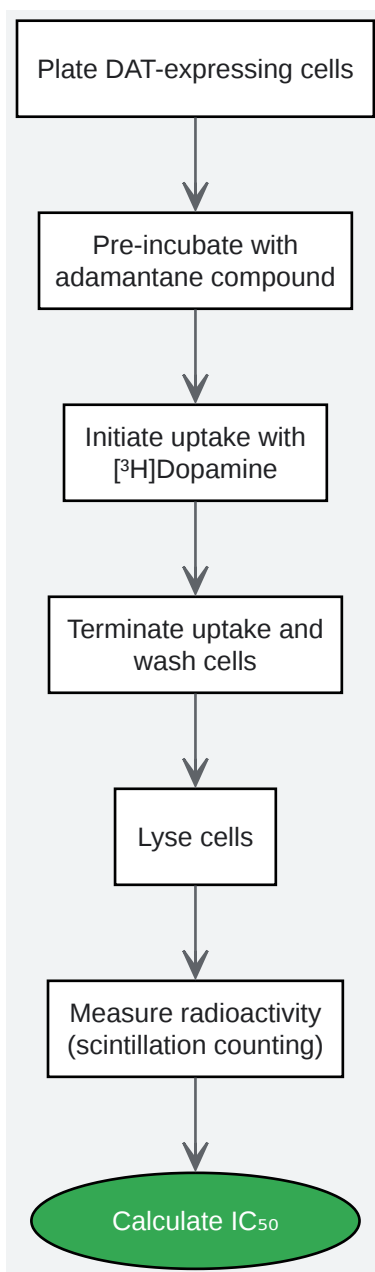 Plate DAT-expressing cells
Pre-incubate with
adamantane compound
Initiate uptake with
[³H]Dopamine
Terminate uptake and
wash cells
Lyse cells
Measure radioactivity
(scintillation counting)
Calculate IC₅₀